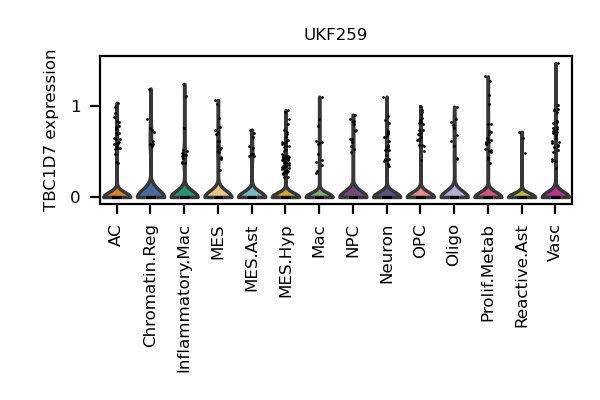 UKF259
TBC1D7 expression
1
0
AC
Chromatin.Reg
Inflammatory.Mac
MES
MES.Ast
MES.Hyp
Mac
NPC
Neuron
OPC
Oligo
Prolif.Metab
Reactive.Ast
Vasc